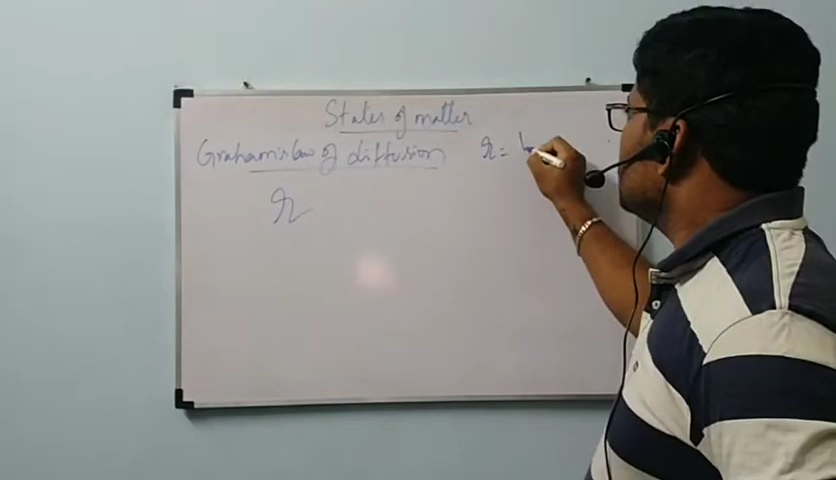 States of matter
Graham's law of diffusion
r =
r